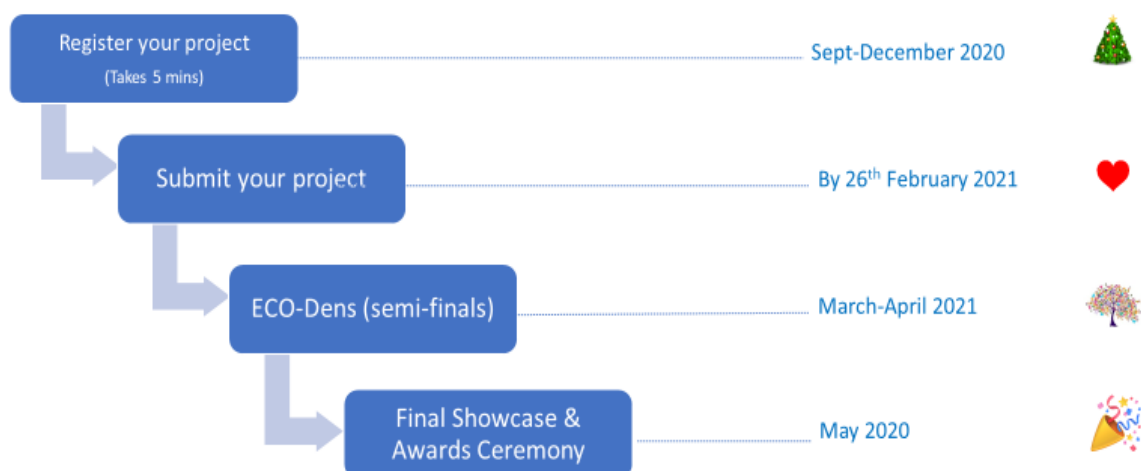 Register your project
(Takes 5 mins)
Sept-December 2020
Submit your project
By 26th February 2021
ECO-Dens (semi-finals)
March-April 2021
Final Showcase &
Awards Ceremony
May 2020